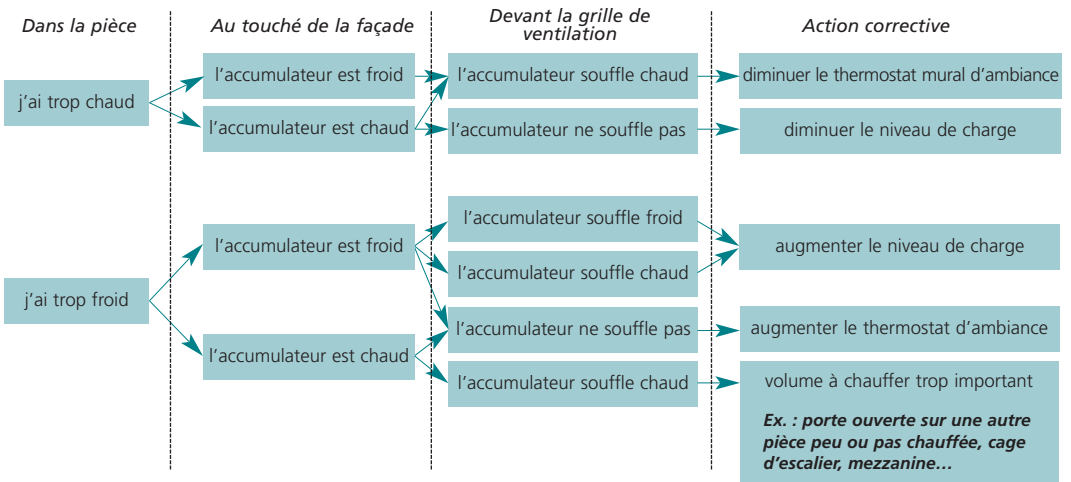 Dans la pièce
Au touché de la façade
Devant la grille de
ventilation
Action corrective
j'ai trop chaud
l'accumulateur est froid
l'accumulateur souffle chaud
diminuer le thermostat mural d'ambiance
l'accumulateur est chaud
l'accumulateur ne souffle pas
diminuer le niveau de charge
j'ai trop froid
l'accumulateur est froid
l'accumulateur souffle froid
augmenter le niveau de charge
l'accumulateur souffle chaud
l'accumulateur ne souffle pas
augmenter le thermostat d'ambiance
l'accumulateur est chaud
l'accumulateur souffle chaud
volume à chauffer trop important
Ex. : porte ouverte sur une autre
pièce peu ou pas chauffée, cage
d'escalier, mezzanine…